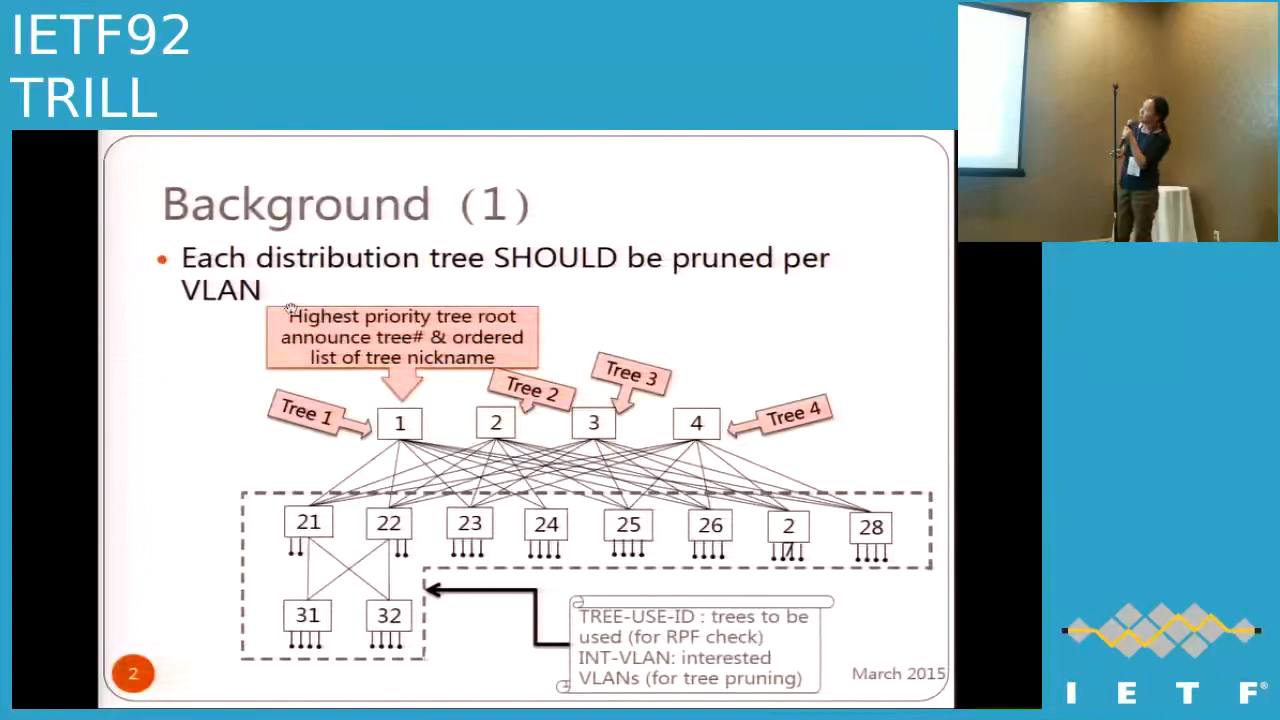 IETF92
TRILL
Background (1)
• Each distribution tree SHOULD be pruned per
VLAN
Highest priority tree root
announce tree# & ordered
list of tree nickname
Tree 1
Tree 2
Tree 3
Tree 4
1
2
3
4
21
22
23
24
25
26
27
28
31
32
TREE-USE-ID : trees to be
used (for RPF check)
INT-VLAN: interested
VLANs (for tree pruning)
2
March 2015
I E T F®